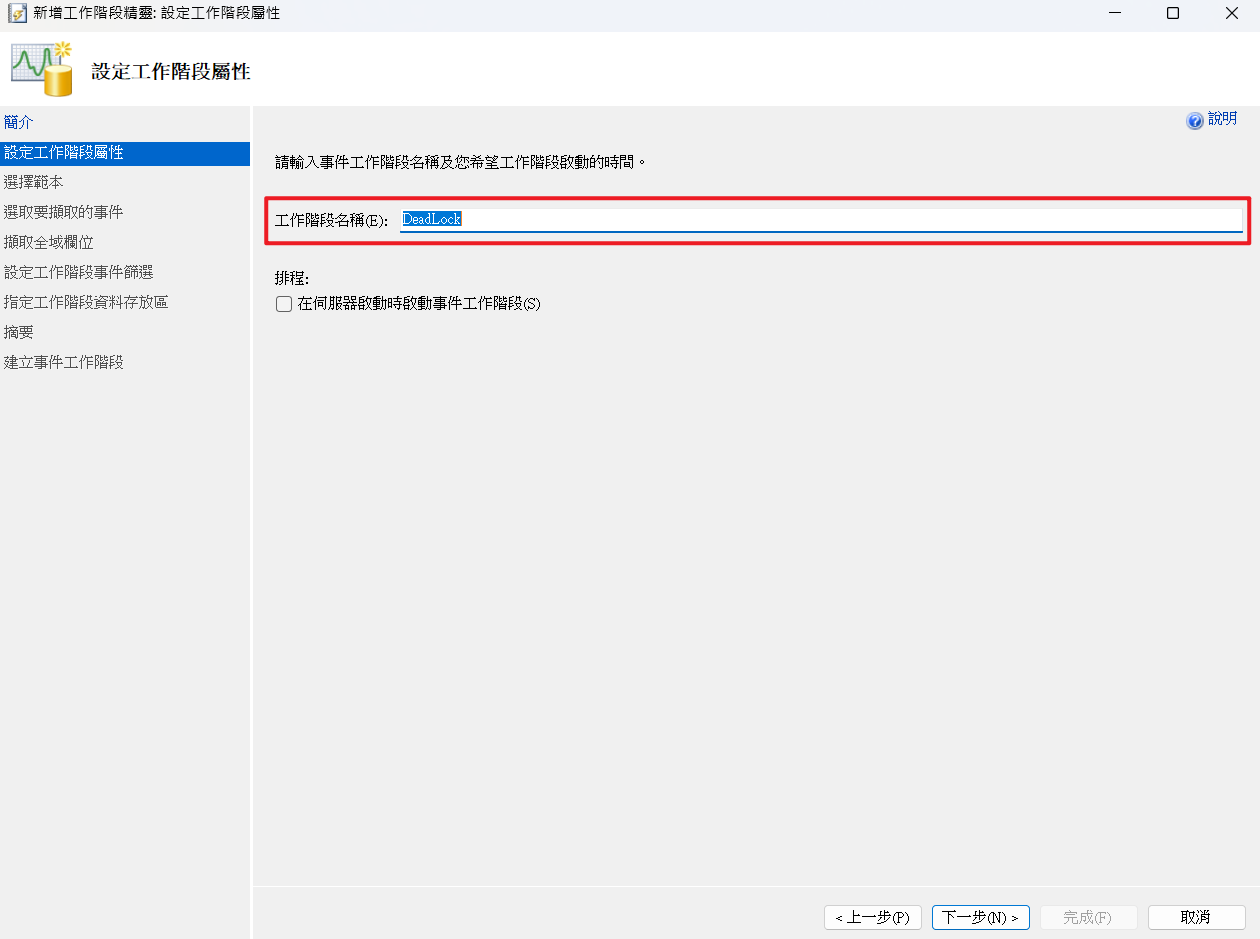 新增工作階段精靈: 設定工作階段屬性
設定工作階段屬性
簡介
設定工作階段屬性
選擇範本
選取要擷取的事件
擷取全域欄位
設定工作階段事件篩選
指定工作階段資料存放區
摘要
建立事件工作階段
說明
請輸入事件工作階段名稱及您希望工作階段啟動的時間。
工作階段名稱(E): DeadLock
排程:
在伺服器啟動時啟動事件工作階段(S)
< 上一步(P) 下一步(N) > 完成(F) 取消